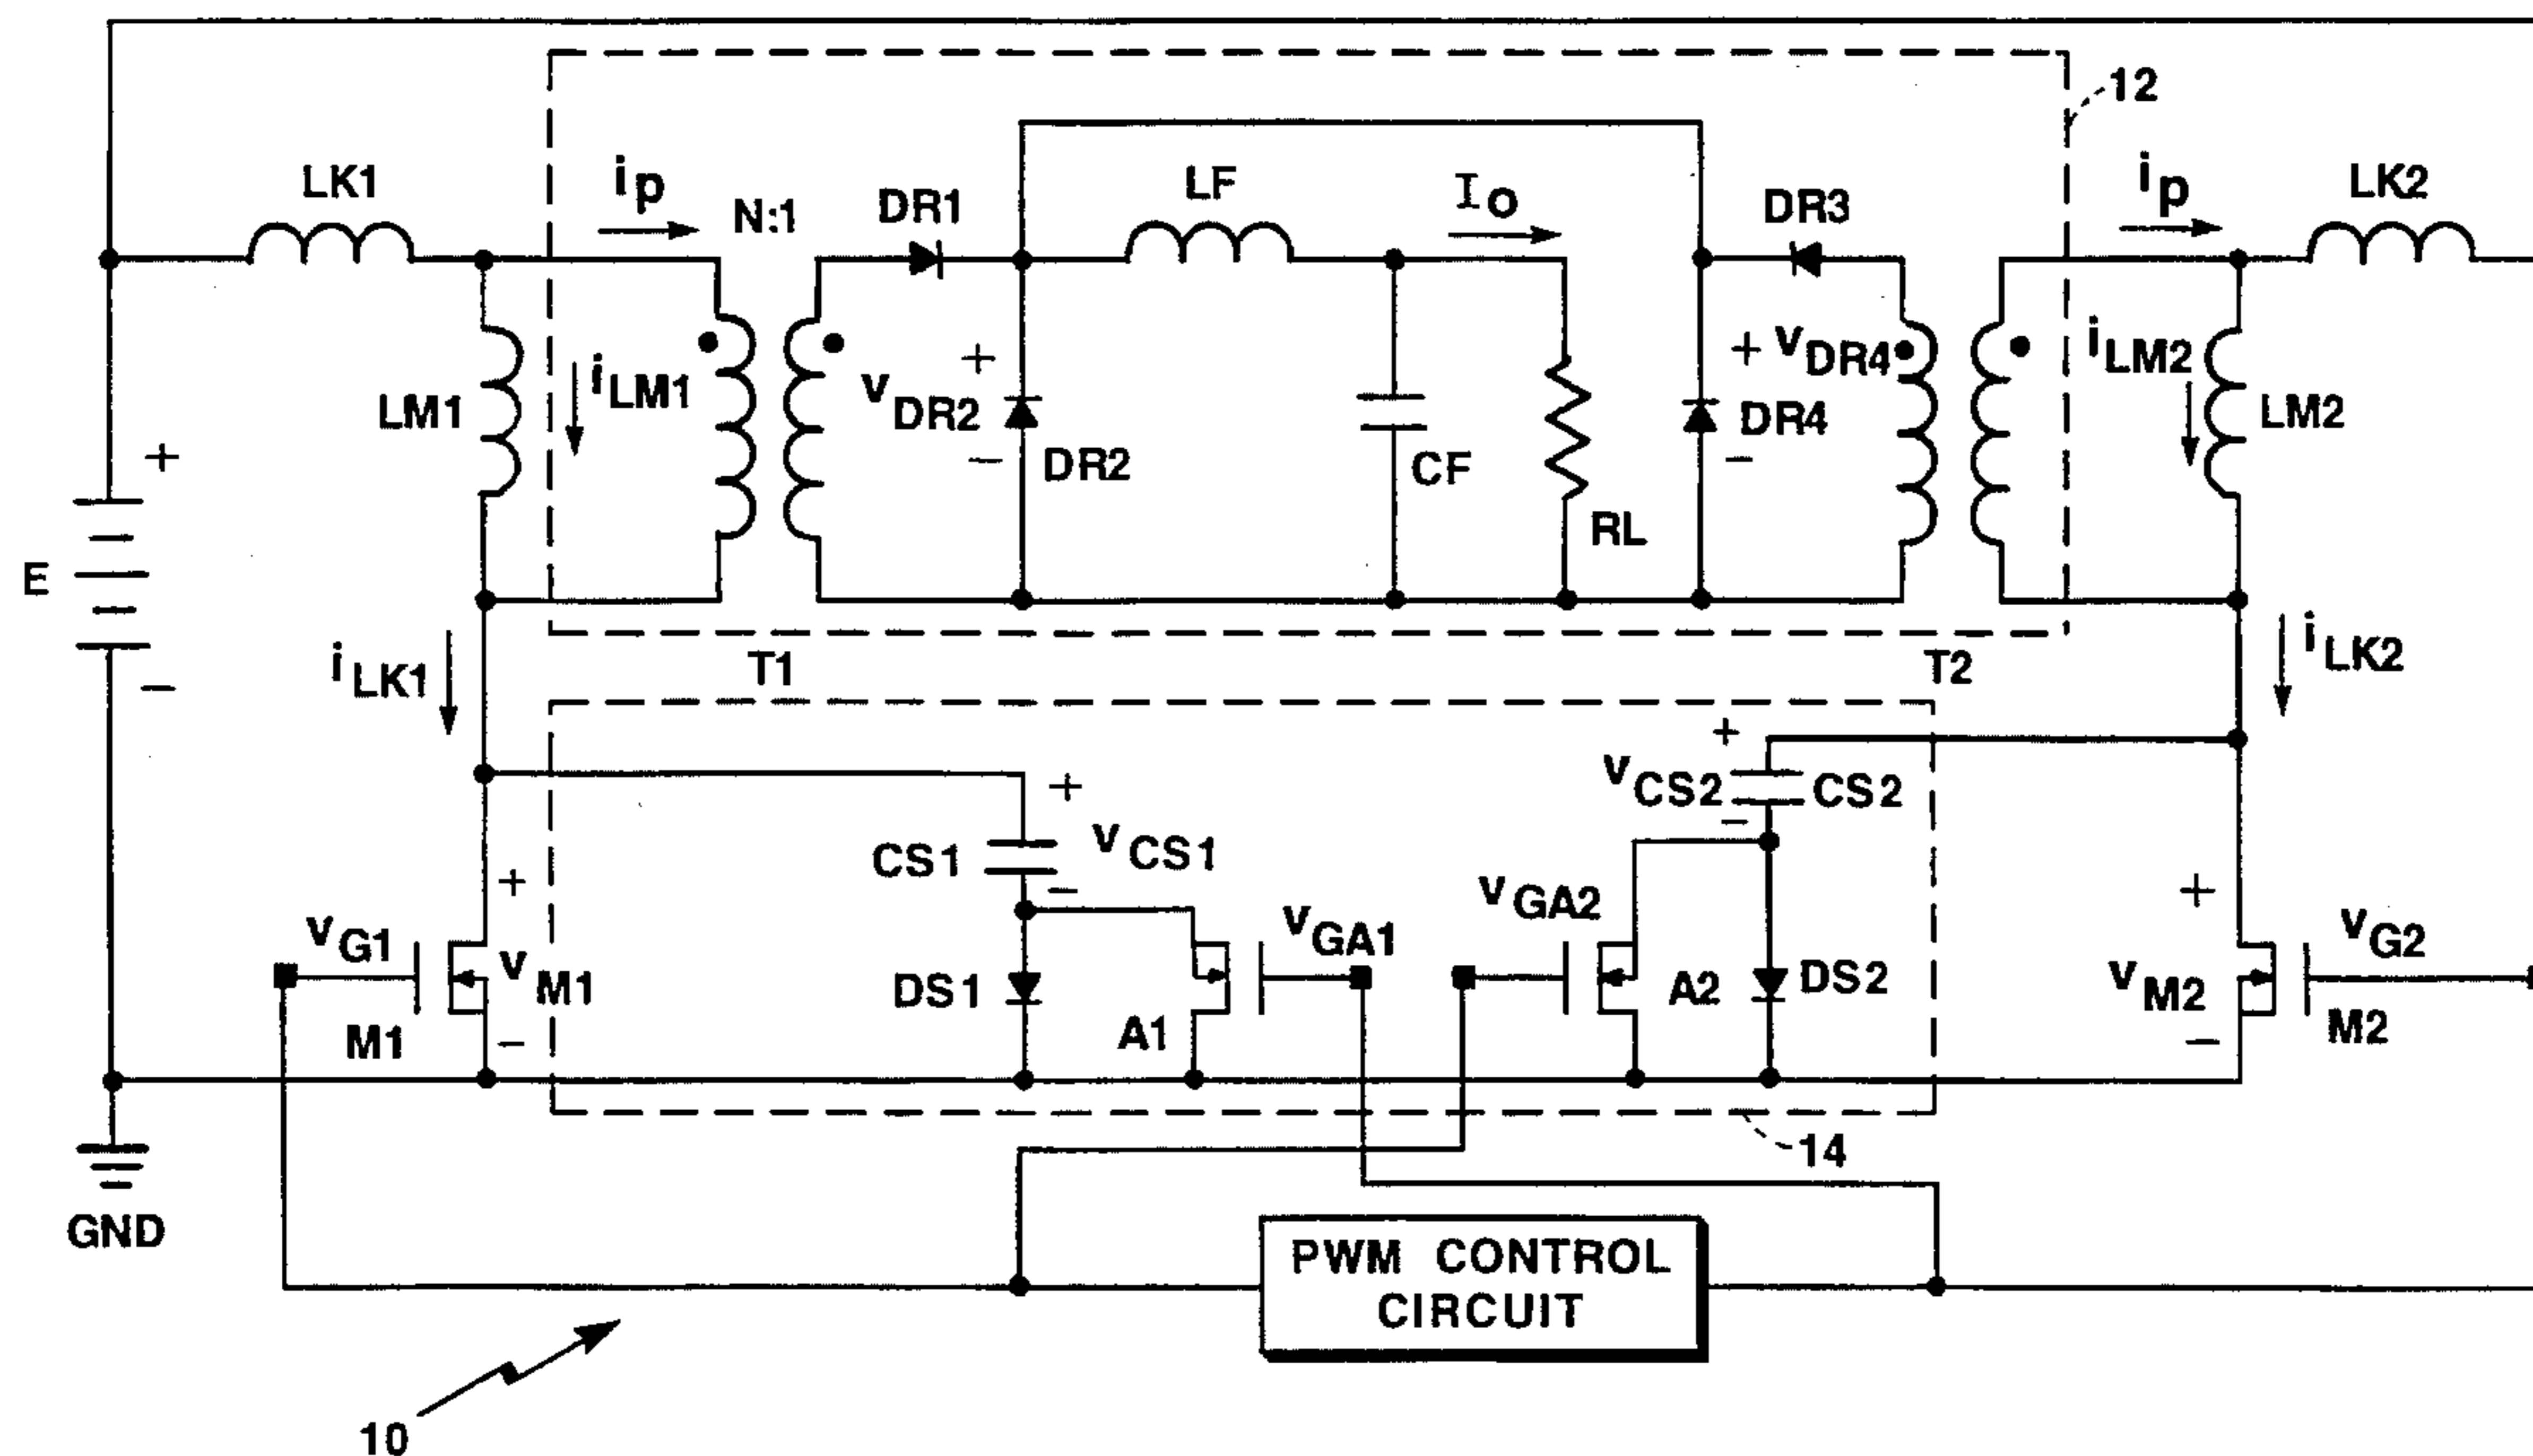 12
LK1
ip
N:1
DR1
LF
Io
DR3
ip
LK2
LM1
iLM1
+
vDR2
−
DR2
CF
RL
+
vDR4
−
DR4
iLM2
LM2
+
E
−
iLK1
T1
T2
iLK2
+
vCS2
CS2
−
+
vCS1
CS1
−
+
vG1
vM1
−
M1
DS1
A1
vGA1
vGA2
A2
DS2
+
vM2
−
vG2
M2
14
GND
PWM CONTROL
CIRCUIT
10